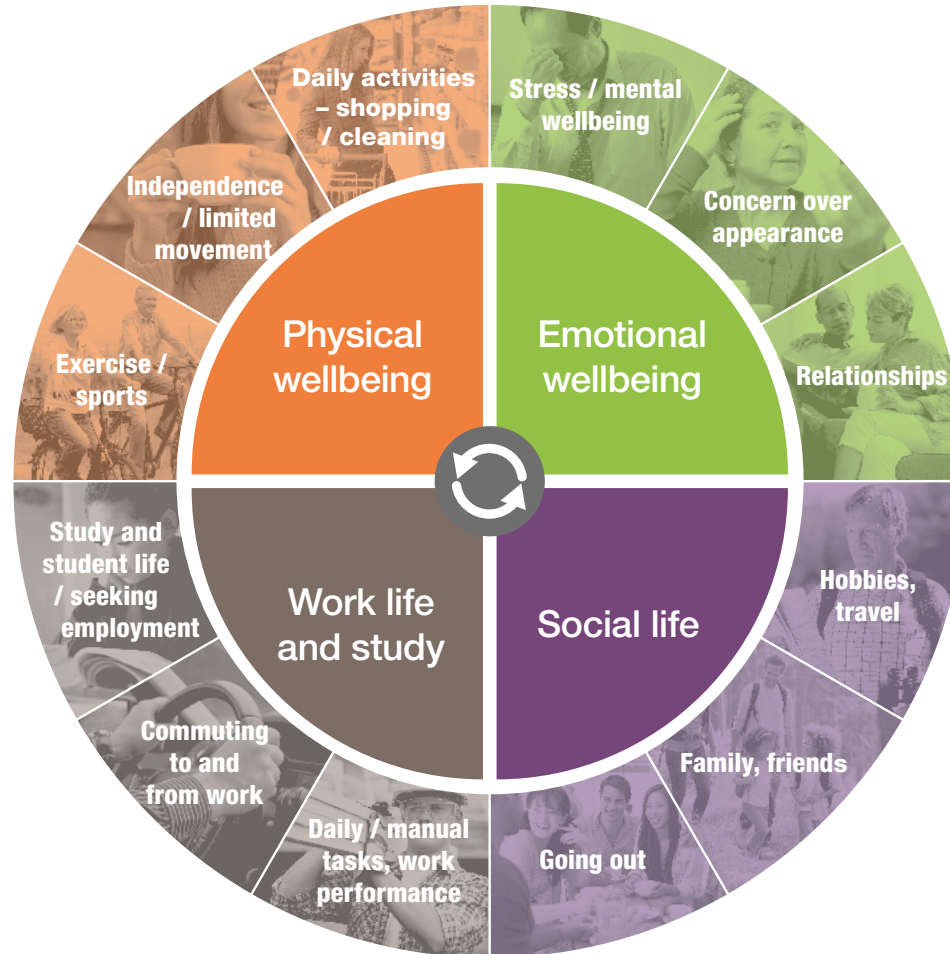 Daily activities
– shopping
/ cleaning
Stress / mental
wellbeing
Independence
/ limited
movement
Concern over
appearance
Exercise /
sports
Relationships
Physical
wellbeing
Emotional
wellbeing
Work life
and study
Social life
Study and
student life
/ seeking
employment
Hobbies,
travel
Commuting
to and
from work
Family, friends
Daily / manual
tasks, work
performance
Going out